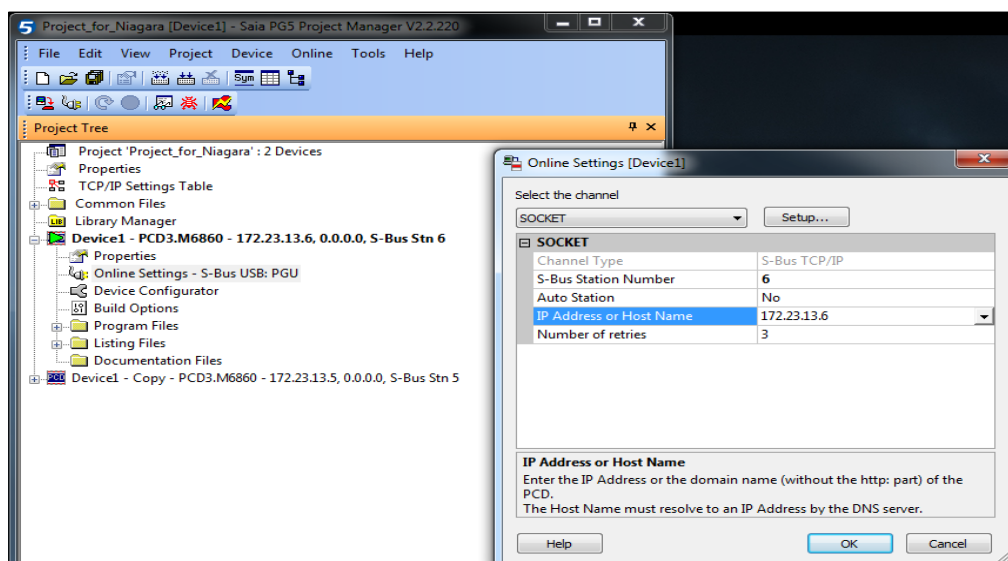 5 Project_for_Niagara [Device1] - Saia PG5 Project Manager V2.2.220
File Edit View Project Device Online Tools Help
Sym
Project Tree
Project 'Project_for_Niagara' : 2 Devices
Properties
TCP/IP Settings Table
Common Files
LIB Library Manager
Device1 - PCD3.M6860 - 172.23.13.6, 0.0.0.0, S-Bus Stn 6
Properties
Online Settings - S-Bus USB: PGU
Device Configurator
Build Options
Program Files
Listing Files
Documentation Files
PCD Device1 - Copy - PCD3.M6860 - 172.23.13.5, 0.0.0.0, S-Bus Stn 5
Online Settings [Device1]
Select the channel
SOCKET Setup...
SOCKET
Channel Type S-Bus TCP/IP
S-Bus Station Number 6
Auto Station No
IP Address or Host Name 172.23.13.6
Number of retries 3
IP Address or Host Name
Enter the IP Address or the domain name (without the http: part) of the
PCD.
The Host Name must resolve to an IP Address by the DNS server.
Help OK Cancel